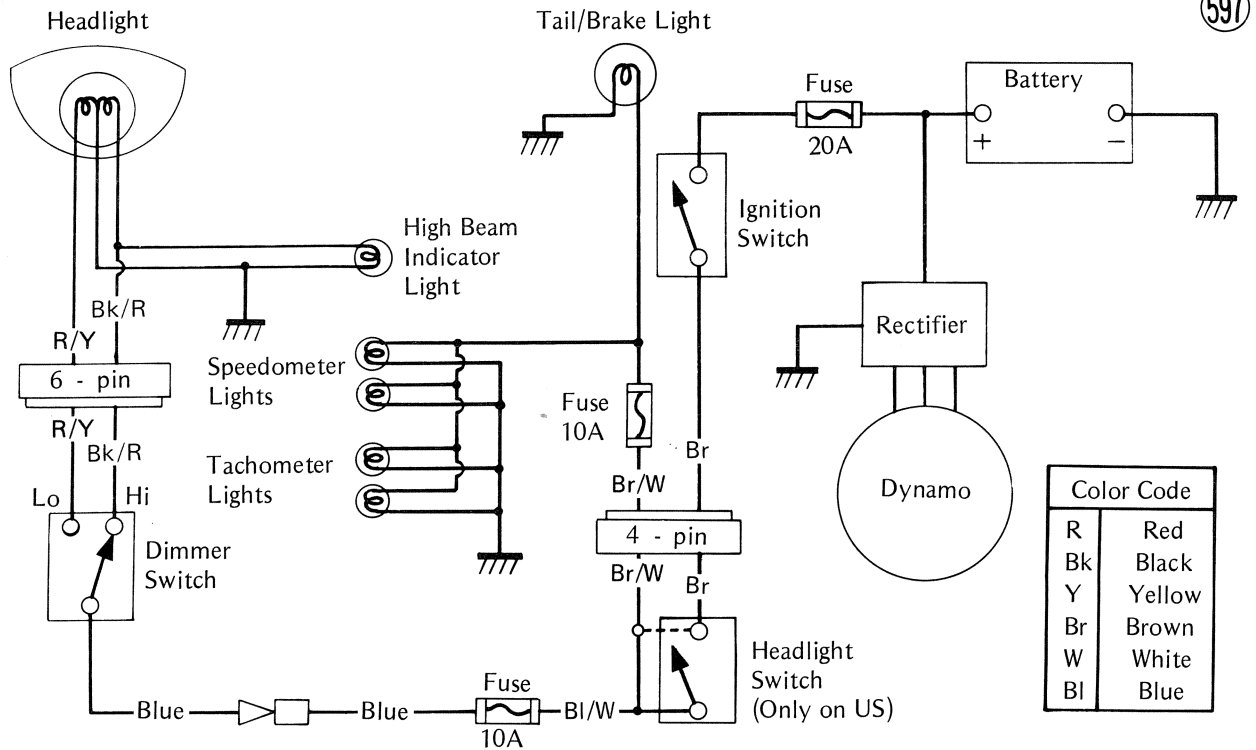 597
Headlight
Tail/Brake Light
Fuse
20A
Battery
+
−
Ignition
Switch
High Beam
Indicator
Light
Bk/R
R/Y
6 - pin
R/Y
Bk/R
Lo
Hi
Dimmer
Switch
Speedometer
Lights
Tachometer
Lights
Fuse
10A
Br/W
Br
4 - pin
Br/W
Br
Rectifier
Dynamo
Headlight
Switch
(Only on US)
Blue
Blue
Fuse
10A
Bl/W
Color Code
R Red
Bk Black
Y Yellow
Br Brown
W White
Bl Blue